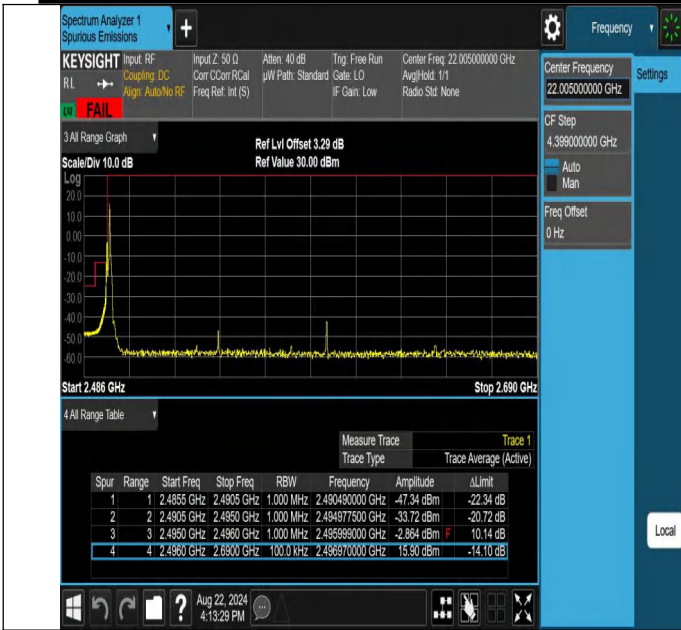 Spectrum Analyzer 1
Spurious Emissions
Frequency
KEYSIGHT
RL
FAIL
Input: RF
Coupling: DC
Align: Auto/No RF
Input Z: 50 Ω
Corr CCorr RCal
Freq Ref: Int (S)
Atten: 40 dB
µW Path: Standard
Trig: Free Run
Gate: LO
IF Gain: Low
Center Freq: 22.005000000 GHz
Avg|Hold: 1/1
Radio Std: None
Center Frequency
22.005000000 GHz
Settings
CF Step
4.399000000 GHz
Auto
Man
Freq Offset
0 Hz
3 All Range Graph
Scale/Div 10.0 dB
Ref Lvl Offset 3.29 dB
Ref Value 30.00 dBm
Log
20.0
10.0
0.00
-10.0
-20.0
-30.0
-40.0
-50.0
-60.0
Start 2.486 GHz
Stop 2.690 GHz
4 All Range Table
Measure Trace Trace 1
Trace Type Trace Average (Active)
Spur Range Start Freq Stop Freq RBW Frequency Amplitude ΔLimit
1 1 2.4855 GHz 2.4905 GHz 1.000 MHz 2.490490000 GHz -47.34 dBm -22.34 dB
2 2 2.4905 GHz 2.4950 GHz 1.000 MHz 2.494977500 GHz -33.72 dBm -20.72 dB
3 3 2.4950 GHz 2.4960 GHz 1.000 MHz 2.495999000 GHz -2.864 dBm F 10.14 dB
4 4 2.4960 GHz 2.6900 GHz 100.0 kHz 2.496970000 GHz 15.90 dBm -14.10 dB
Local
?
Aug 22, 2024
4:13:29 PM